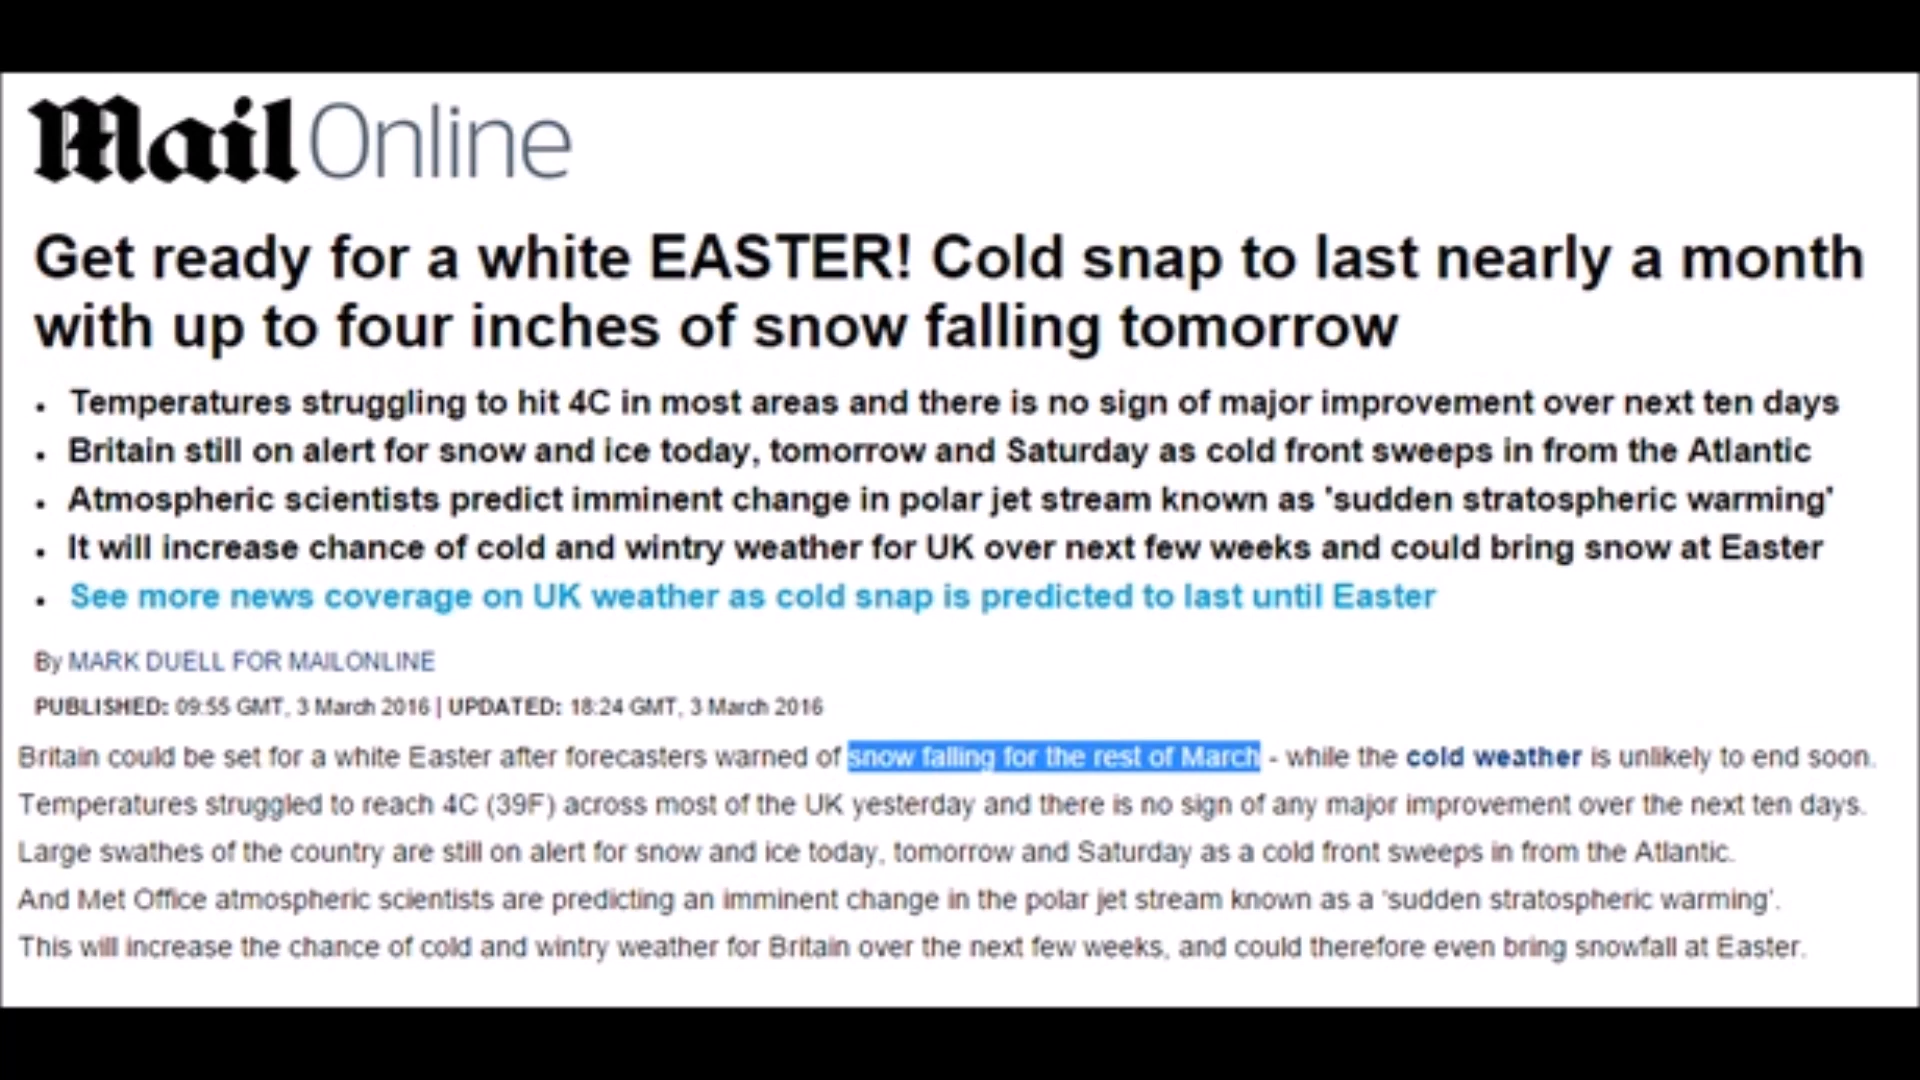 Mail Online
Get ready for a white EASTER! Cold snap to last nearly a month
with up to four inches of snow falling tomorrow
• Temperatures struggling to hit 4C in most areas and there is no sign of major improvement over next ten days
• Britain still on alert for snow and ice today, tomorrow and Saturday as cold front sweeps in from the Atlantic
• Atmospheric scientists predict imminent change in polar jet stream known as 'sudden stratospheric warming'
• It will increase chance of cold and wintry weather for UK over next few weeks and could bring snow at Easter
• See more news coverage on UK weather as cold snap is predicted to last until Easter
By MARK DUELL FOR MAILONLINE
PUBLISHED: 09:55 GMT, 3 March 2016 | UPDATED: 18:24 GMT, 3 March 2016
Britain could be set for a white Easter after forecasters warned of snow falling for the rest of March - while the cold weather is unlikely to end soon.
Temperatures struggled to reach 4C (39F) across most of the UK yesterday and there is no sign of any major improvement over the next ten days.
Large swathes of the country are still on alert for snow and ice today, tomorrow and Saturday as a cold front sweeps in from the Atlantic.
And Met Office atmospheric scientists are predicting an imminent change in the polar jet stream known as a 'sudden stratospheric warming'.
This will increase the chance of cold and wintry weather for Britain over the next few weeks, and could therefore even bring snowfall at Easter.